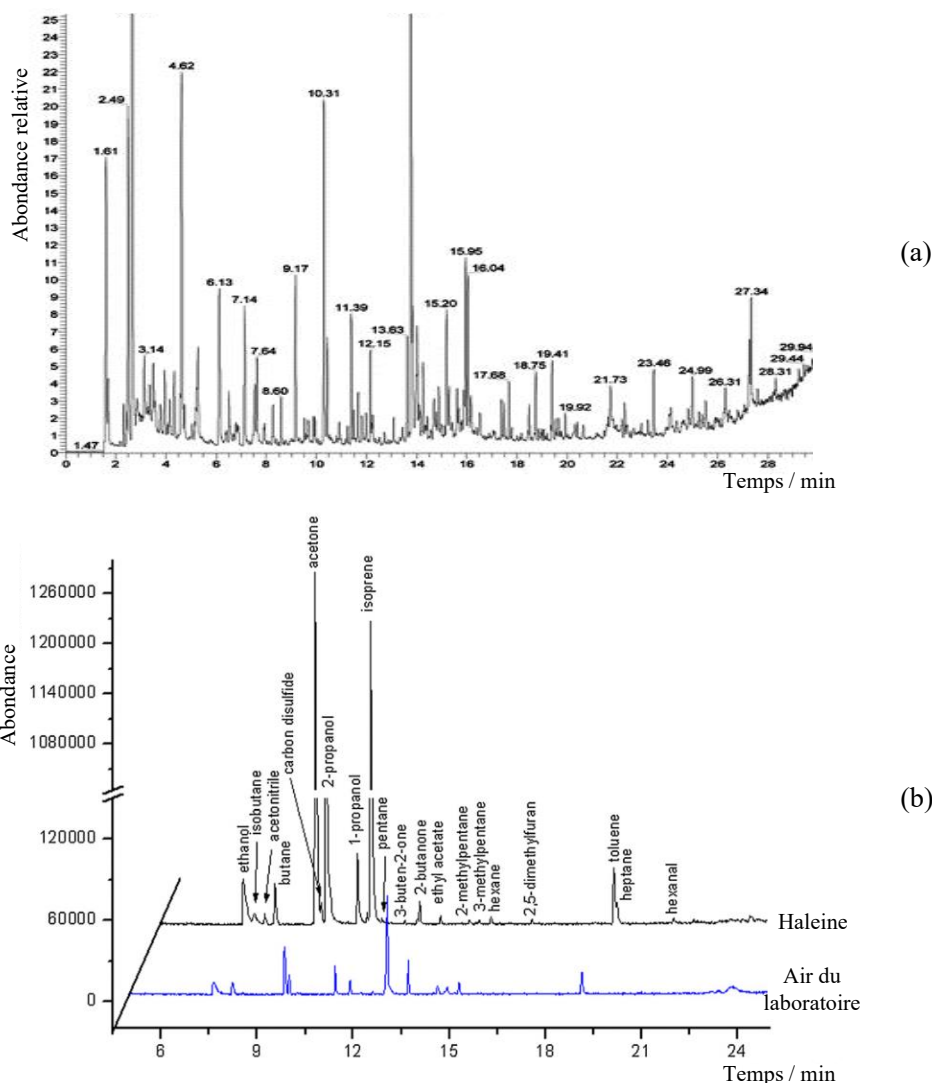 Abondance relative
25
24
23
22
21
20
19
18
17
16
15
14
13
12
11
10
9
8
7
6
5
4
3
2
1
0
1.47
1.61
2.49
3.14
4.62
6.13
7.14
7.64
8.60
9.17
10.31
11.39
12.15
13.63
15.20
15.95
16.04
17.68
18.75
19.41
19.92
21.73
23.46
24.99
26.31
27.34
28.31
29.44
29.94
0 2 4 6 8 10 12 14 16 18 20 22 24 26 28
Temps / min
(a)
Abondance
1260000
1200000
1140000
1080000
120000
60000
0
ethanol
isobutane
acetonitrile
butane
carbon disulfide
acetone
2-propanol
1-propanol
isoprene
pentane
3-buten-2-one
2-butanone
ethyl acetate
2-methylpentane
3-methylpentane
hexane
2,5-dimethylfuran
toluene
heptane
hexanal
Haleine
Air du
laboratoire
6 9 12 15 18 21 24
Temps / min
(b)